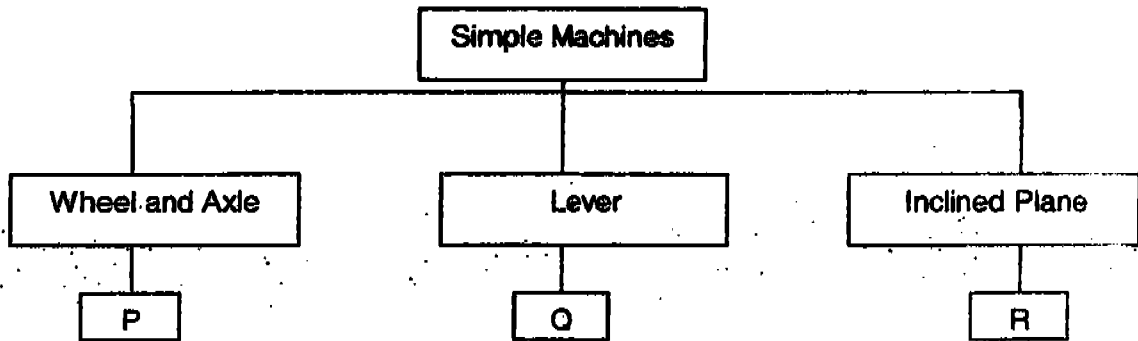 Simple Machines
Wheel and Axle
Lever
Inclined Plane
P
Q
R